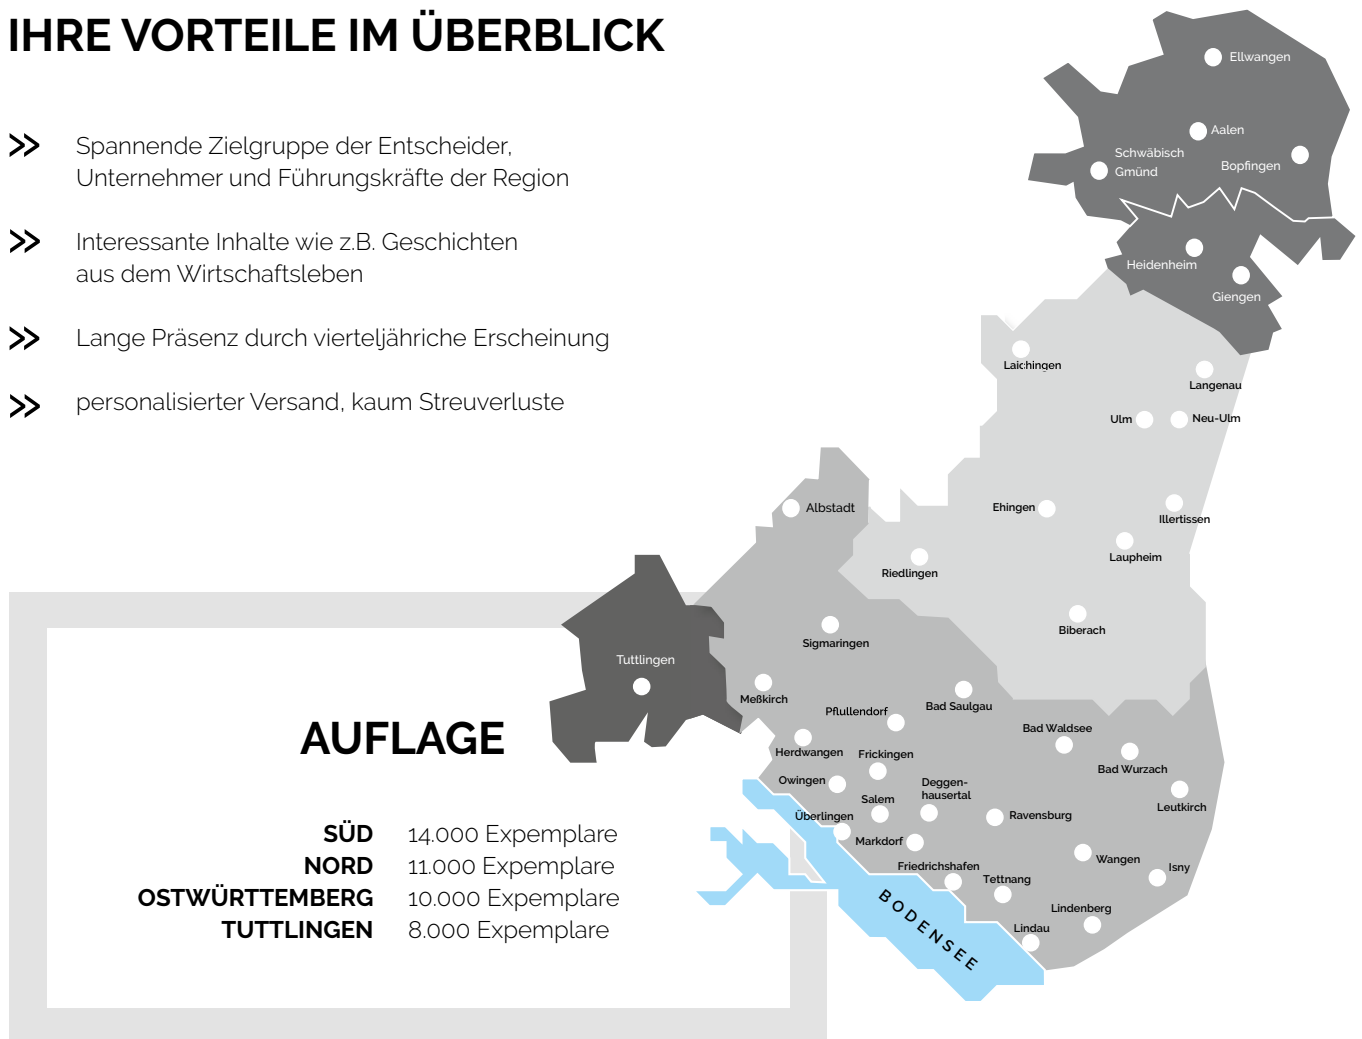 IHRE VORTEILE IM ÜBERBLICK
Spannende Zielgruppe der Entscheider,
Unternehmer und Führungskräfte der Region
Interessante Inhalte wie z.B. Geschichten
aus dem Wirtschaftsleben
Lange Präsenz durch vierteljähriche Erscheinung
personalisierter Versand, kaum Streuverluste
AUFLAGE
SÜD 14.000 Expemplare
NORD 11.000 Expemplare
OSTWÜRTTEMBERG 10.000 Expemplare
TUTTLINGEN 8.000 Expemplare
Ellwangen
Aalen
Schwäbisch
Gmünd
Bopfingen
Heidenheim
Giengen
Laichingen
Langenau
Ulm
Neu-Ulm
Albstadt
Ehingen
Illertissen
Laupheim
Riedlingen
Biberach
Sigmaringen
Tuttlingen
Meßkirch
Pflullendorf
Bad Saulgau
Bad Waldsee
Herdwangen
Frickingen
Bad Wurzach
Owingen
Deggen-
hausertal
Salem
Leutkirch
Überlingen
Ravensburg
Markdorf
Wangen
Friedrichshafen
Isny
Tettnang
Lindenberg
Lindau
BODENSEE